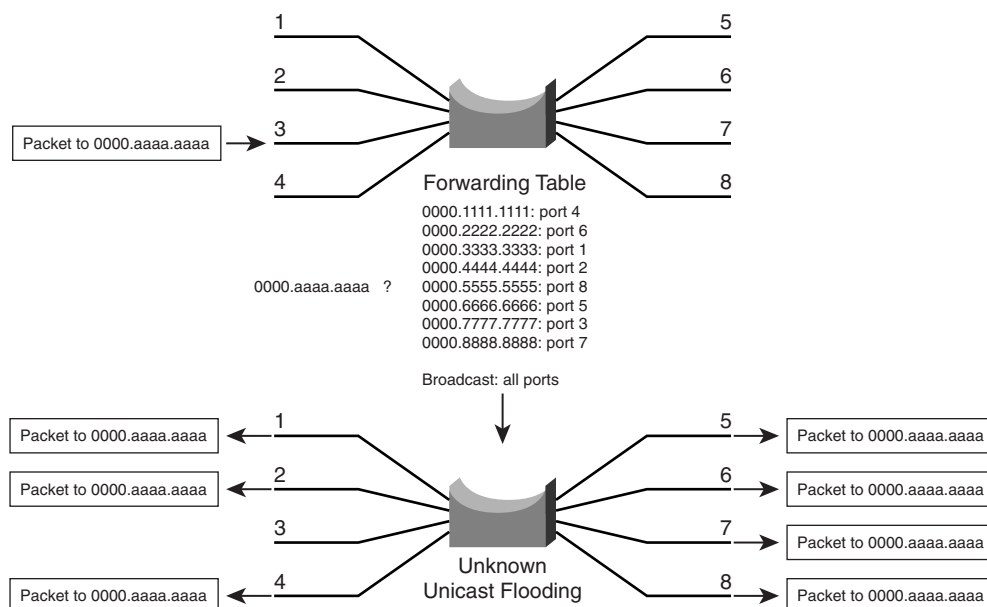 1
5
2
6
Packet to 0000.aaaa.aaaa
3
7
4
8
Forwarding Table
0000.1111.1111: port 4
0000.2222.2222: port 6
0000.3333.3333: port 1
0000.4444.4444: port 2
0000.aaaa.aaaa ?
0000.5555.5555: port 8
0000.6666.6666: port 5
0000.7777.7777: port 3
0000.8888.8888: port 7
Broadcast: all ports
Packet to 0000.aaaa.aaaa
1
5
Packet to 0000.aaaa.aaaa
Packet to 0000.aaaa.aaaa
2
6
Packet to 0000.aaaa.aaaa
3
7
Packet to 0000.aaaa.aaaa
Packet to 0000.aaaa.aaaa
4
8
Packet to 0000.aaaa.aaaa
Unknown
Unicast Flooding